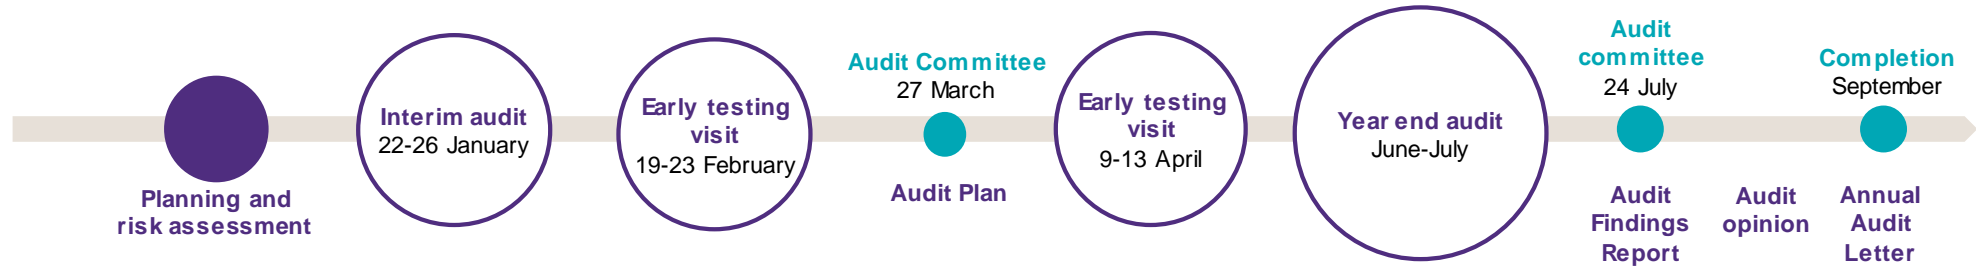 Planning and
risk assessment
Interim audit
22-26 January
Early testing
visit
19-23 February
Audit Committee
27 March
Audit Plan
Early testing
visit
9-13 April
Year end audit
June-July
Audit
committee
24 July
Audit
Findings
Report
Audit
opinion
Completion
September
Annual
Audit
Letter